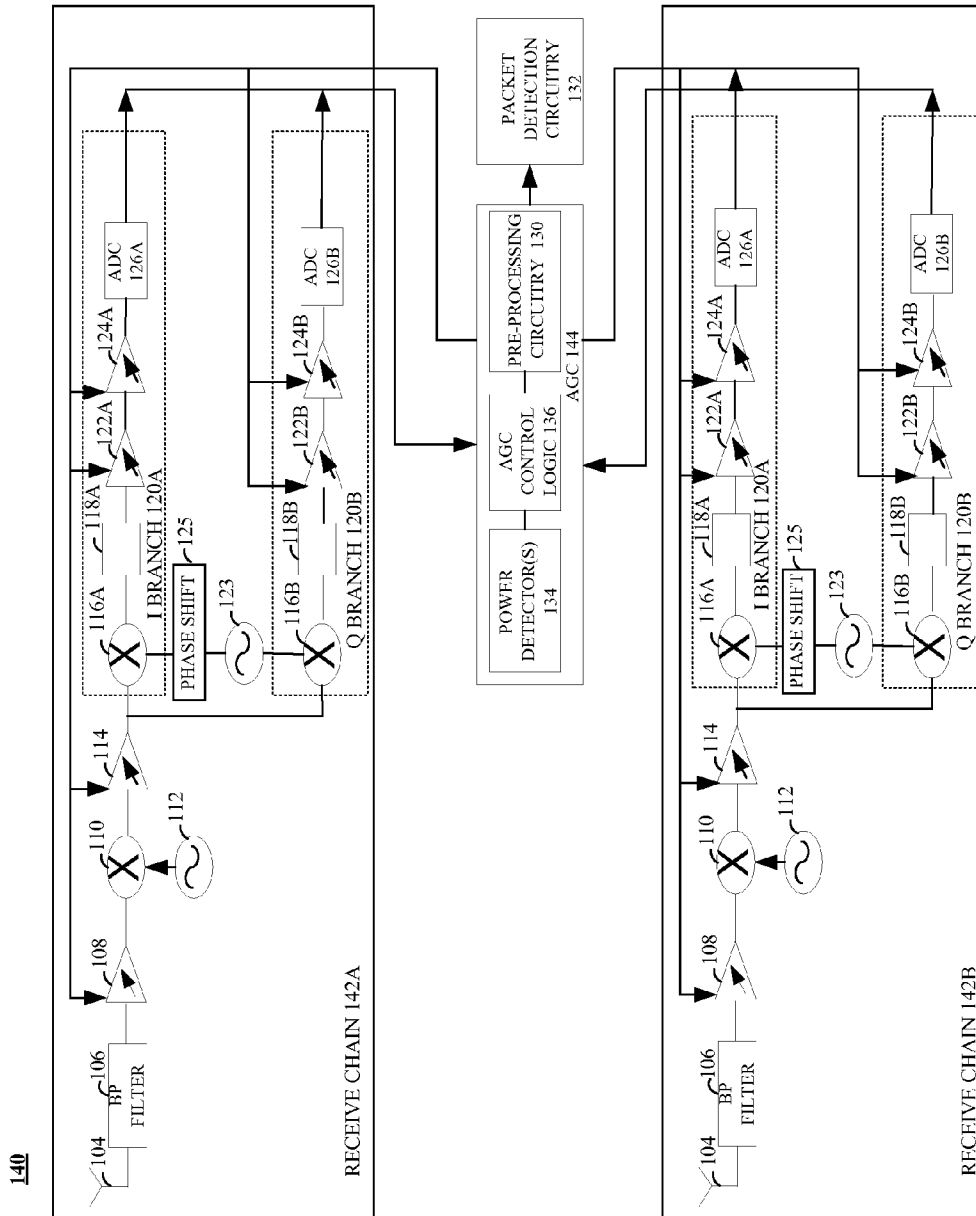 140
104
BP
FILTER
106
108
110
112
114
116A
118A
122A
124A
ADC
126A
I BRANCH 120A
PHASE SHIFT
125
123
116B
118B
122B
124B
ADC
126B
Q BRANCH 120B
RECEIVE CHAIN 142A
POWER
DETECTOR(S)
134
AGC
CONTROL
LOGIC 136
PRE-PROCESSING
CIRCUITRY 130
AGC 144
PACKET
DETECTION
CIRCUITRY
132
104
BP
FILTER
106
108
110
112
114
116A
118A
122A
124A
ADC
126A
I BRANCH 120A
PHASE SHIFT
125
123
116B
118B
122B
124B
ADC
126B
Q BRANCH 120B
RECEIVE CHAIN 142B